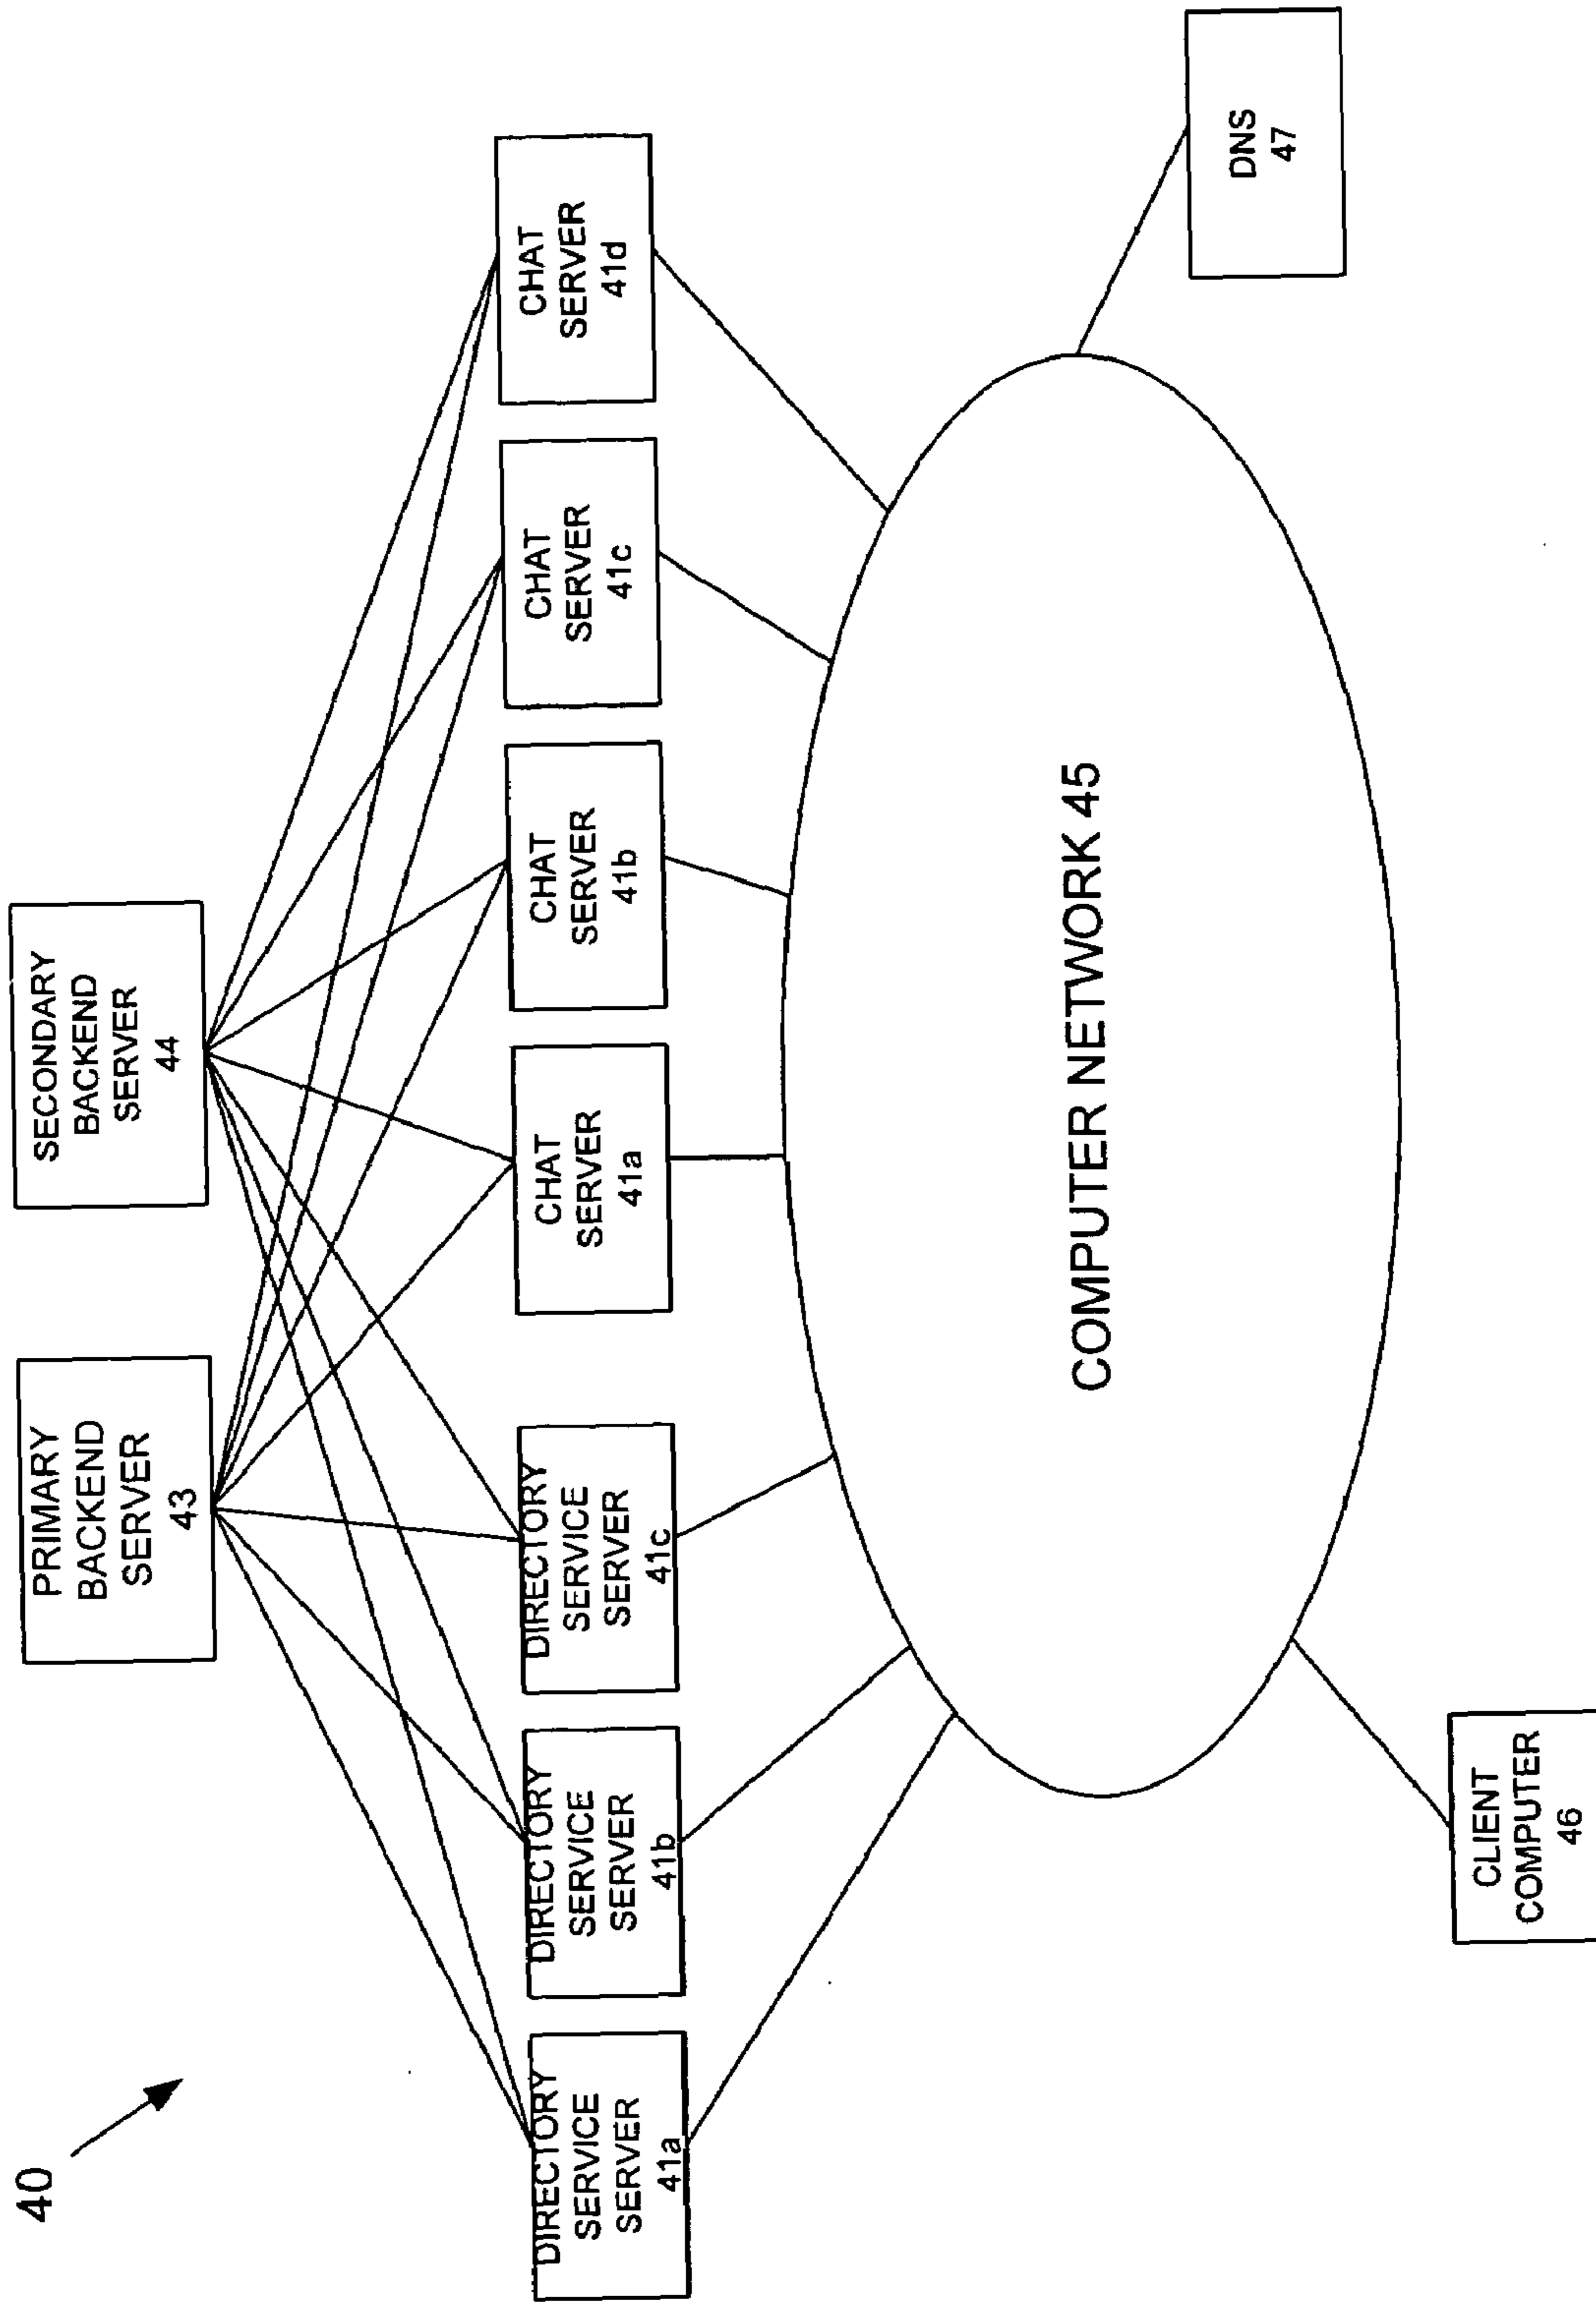 40
PRIMARY
BACKEND
SERVER
43
SECONDARY
BACKEND
SERVER
44
DIRECTORY
SERVICE
SERVER
41a
DIRECTORY
SERVICE
SERVER
41b
DIRECTORY
SERVICE
SERVER
41c
CHAT
SERVER
41a
CHAT
SERVER
41b
CHAT
SERVER
41c
CHAT
SERVER
41d
COMPUTER NETWORK 45
CLIENT
COMPUTER
46
DNS
47